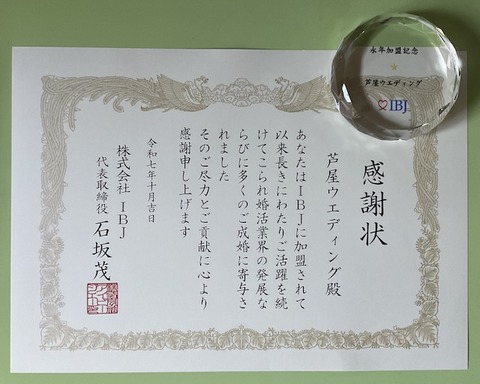 永年加盟記念
芦屋ウエディング
IBJ
感謝状
芦屋ウエディング殿
あなたはIBJに加盟されて
以来長きにわたりご活躍を続
けてこられ婚活業界の発展な
らびに多くのご成婚に寄与さ
れました
そのご尽力とご貢献に心より
感謝申し上げます
令和七年十月吉日
株式会社IBJ
代表取締役 石坂茂